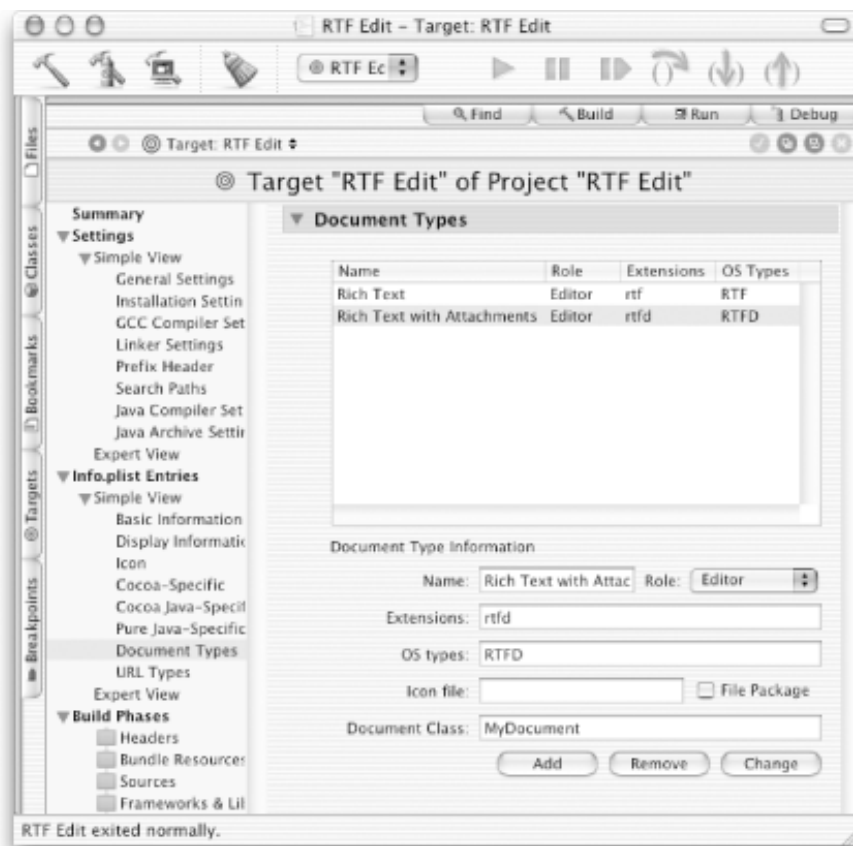 RTF Edit – Target: RTF Edit
RTF Ec
Find Build Run Debug
Target: RTF Edit
Target "RTF Edit" of Project "RTF Edit"
Files
Classes
Bookmarks
Targets
Breakpoints
Summary
Settings
Simple View
General Settings
Installation Settin
GCC Compiler Set
Linker Settings
Prefix Header
Search Paths
Java Compiler Set
Java Archive Settin
Expert View
Info.plist Entries
Simple View
Basic Information
Display Informatic
Icon
Cocoa-Specific
Cocoa Java-Specif
Pure Java-Specific
Document Types
URL Types
Expert View
Build Phases
Headers
Bundle Resources
Sources
Frameworks & Lil
Document Types
Name Role Extensions OS Types
Rich Text Editor rtf RTF
Rich Text with Attachments Editor rtfd RTFD
Document Type Information
Name: Rich Text with Attac Role: Editor
Extensions: rtfd
OS types: RTFD
Icon file: File Package
Document Class: MyDocument
Add Remove Change
RTF Edit exited normally.